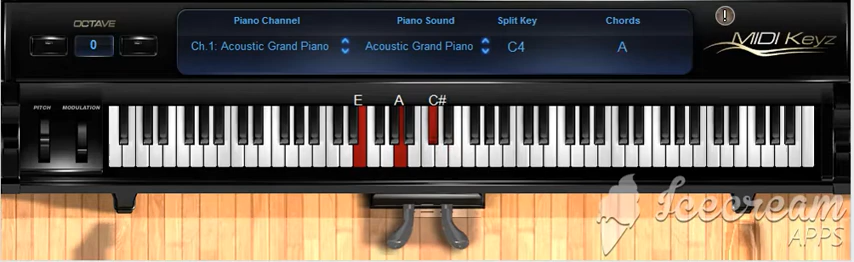 OCTAVE
0
Piano Channel
Ch.1: Acoustic Grand Piano
Piano Sound
Acoustic Grand Piano
Split Key
C4
Chords
A
!
MIDI Keyz
PITCH MODULATION
E A C#
Icecream
APPS